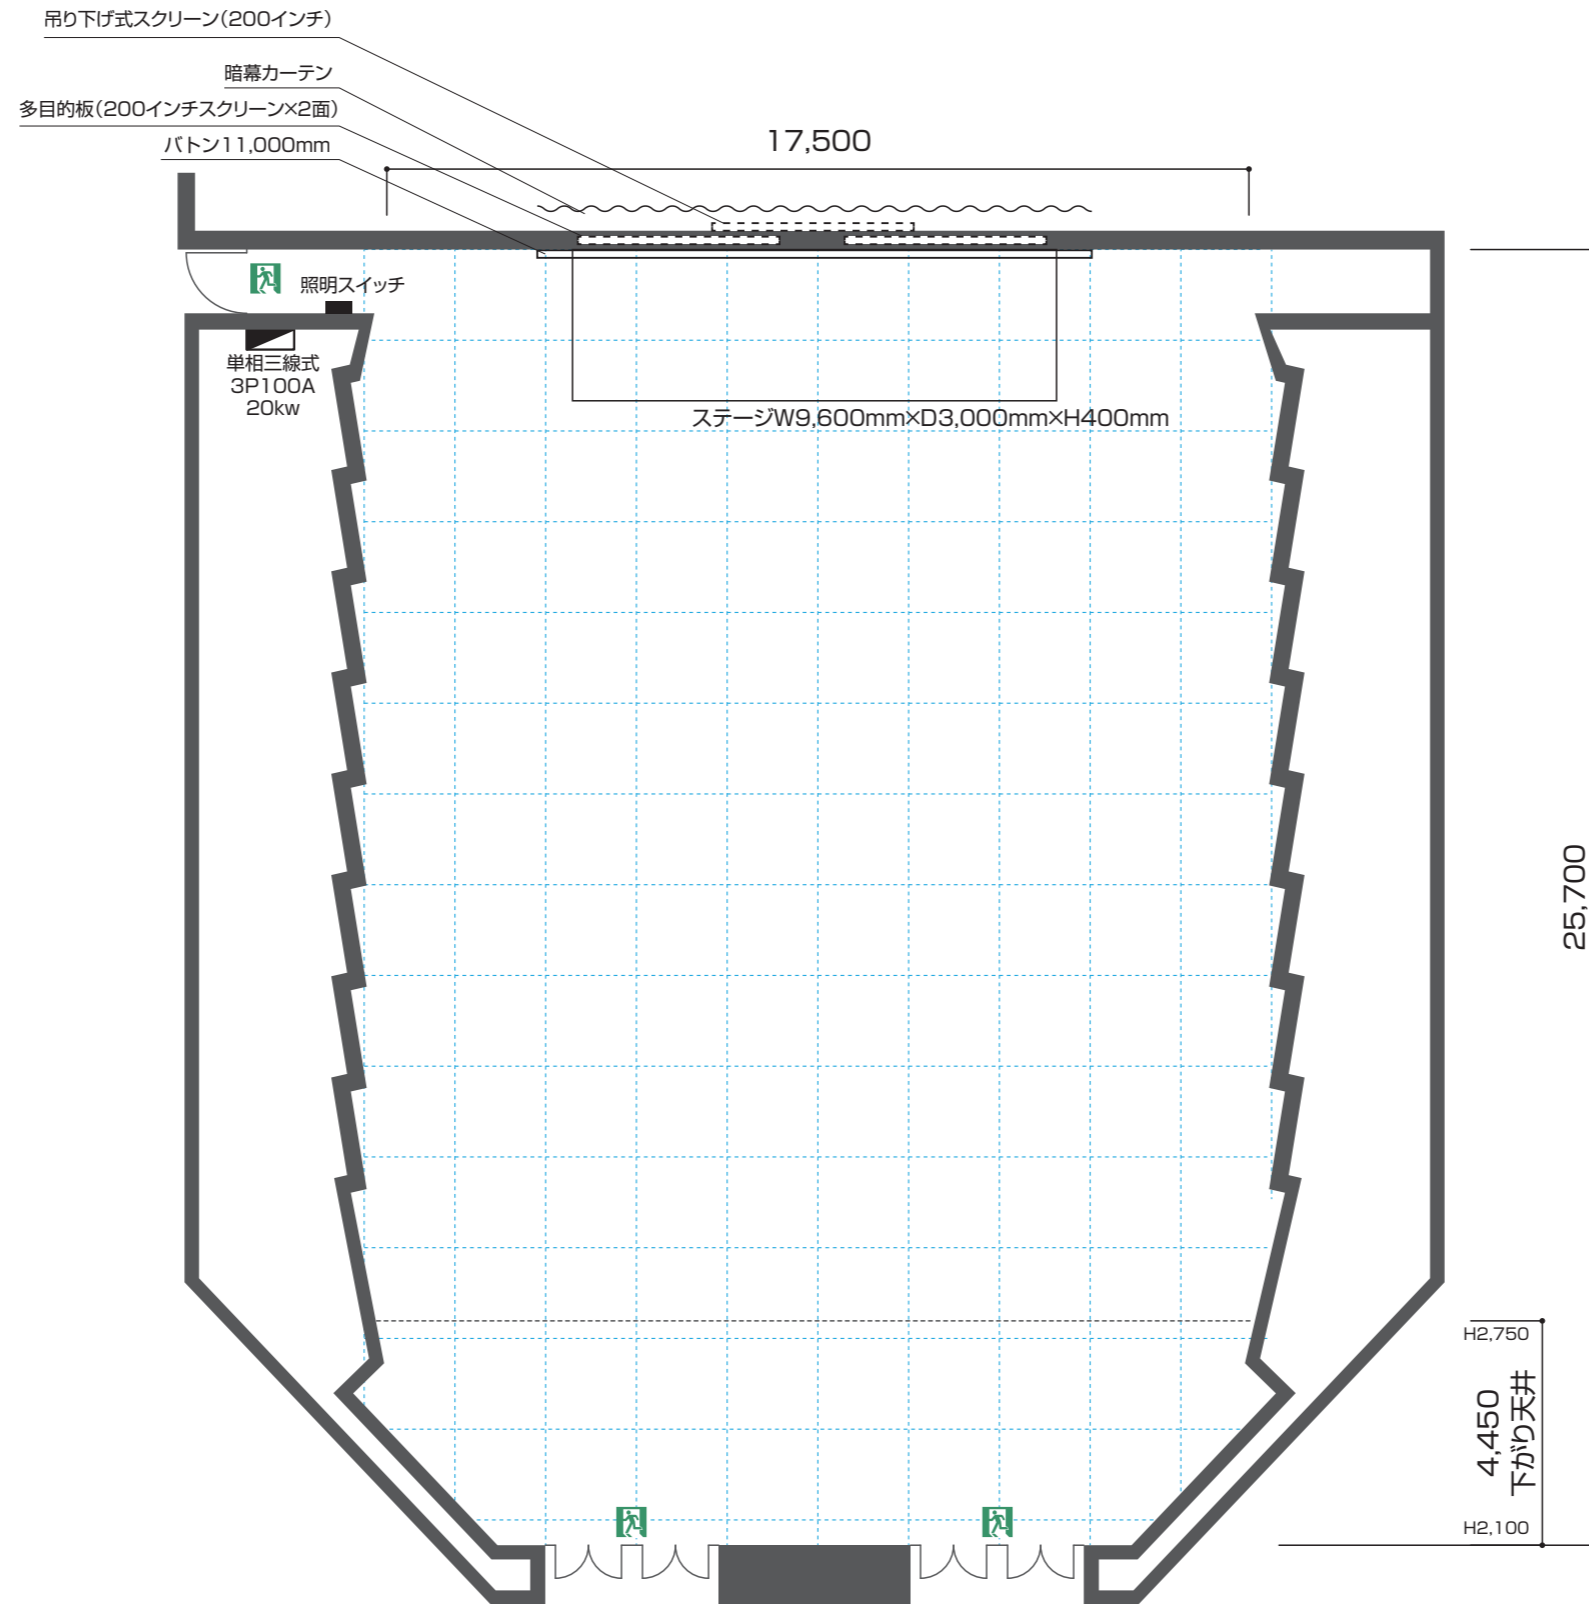 吊り下げ式スクリーン(200インチ)
暗幕カーテン
多目的板(200インチスクリーン×2面)
バトン11,000mm
17,500
照明スイッチ
単相三線式
3P100A
20kw
ステージW9,600mm×D3,000mm×H400mm
25,700
H2,750
4,450
下がり天井
H2,100